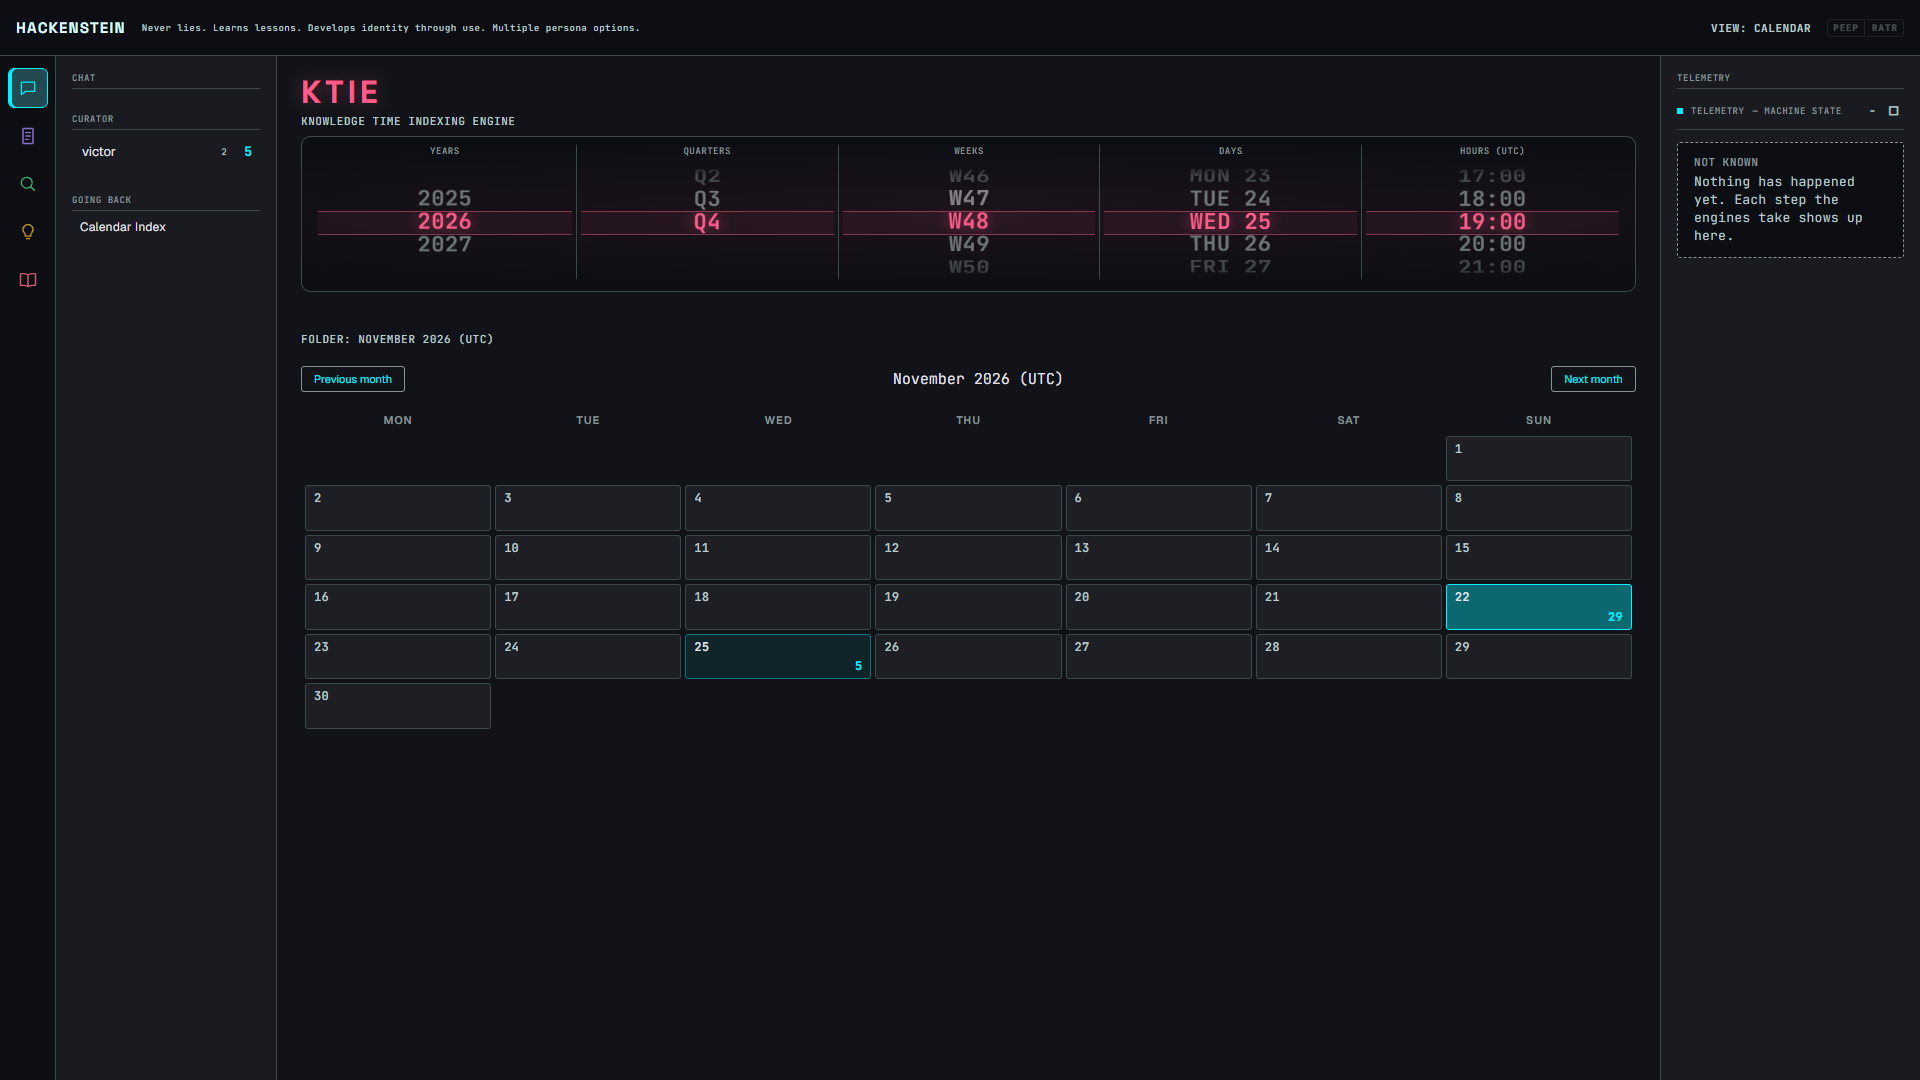 HACKENSTEIN
Never lies. Learns lessons. Develops identity through use. Multiple persona options.
VIEW: CALENDAR
PEEP
RATR
CHAT
CURATOR
victor 2 5
GOING BACK
Calendar Index
KTIE
KNOWLEDGE TIME INDEXING ENGINE
YEARS
2025
2026
2027
QUARTERS
Q2
Q3
Q4
WEEKS
W46
W47
W48
W49
W50
DAYS
MON 23
TUE 24
WED 25
THU 26
FRI 27
HOURS (UTC)
17:00
18:00
19:00
20:00
21:00
FOLDER: NOVEMBER 2026 (UTC)
Previous month
November 2026 (UTC)
Next month
MON TUE WED THU FRI SAT SUN
1
2 3 4 5 6 7 8
9 10 11 12 13 14 15
16 17 18 19 20 21 22
29
23 24 25 26 27 28 29
5
30
TELEMETRY
TELEMETRY — MACHINE STATE -
NOT KNOWN
Nothing has happened
yet. Each step the
engines take shows up
here.